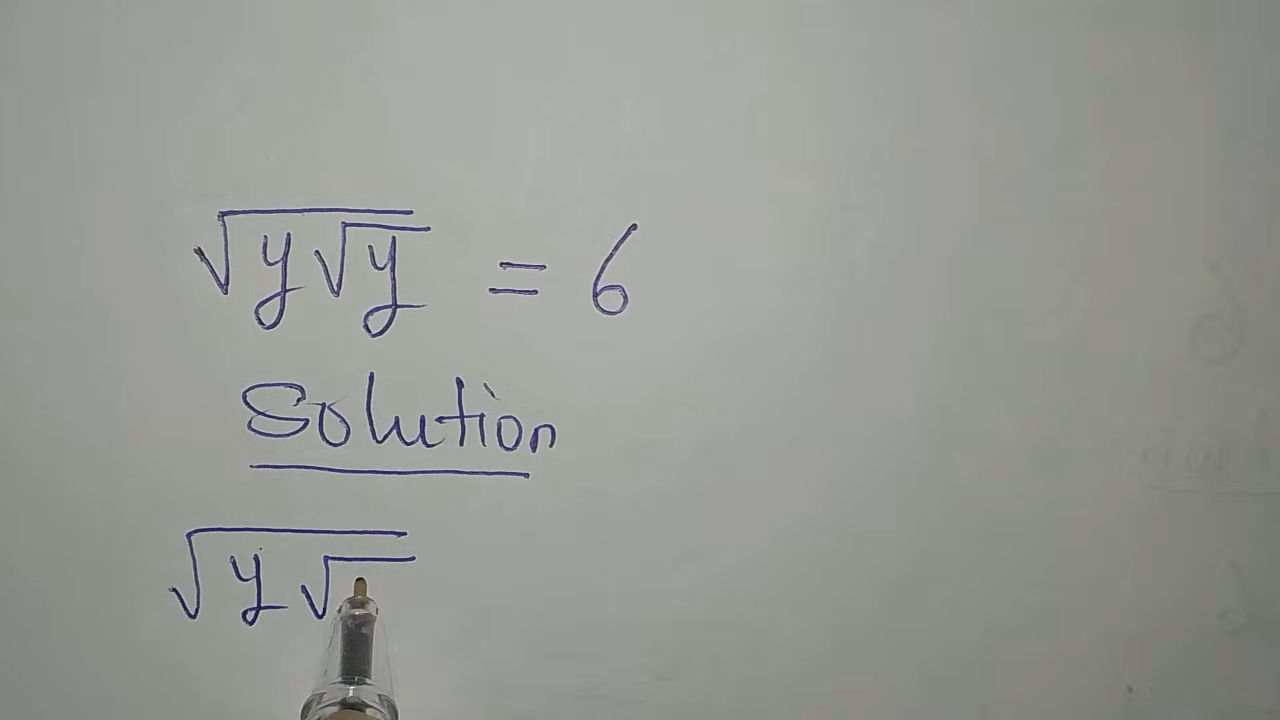 √y√y = 6
Solution
√y√